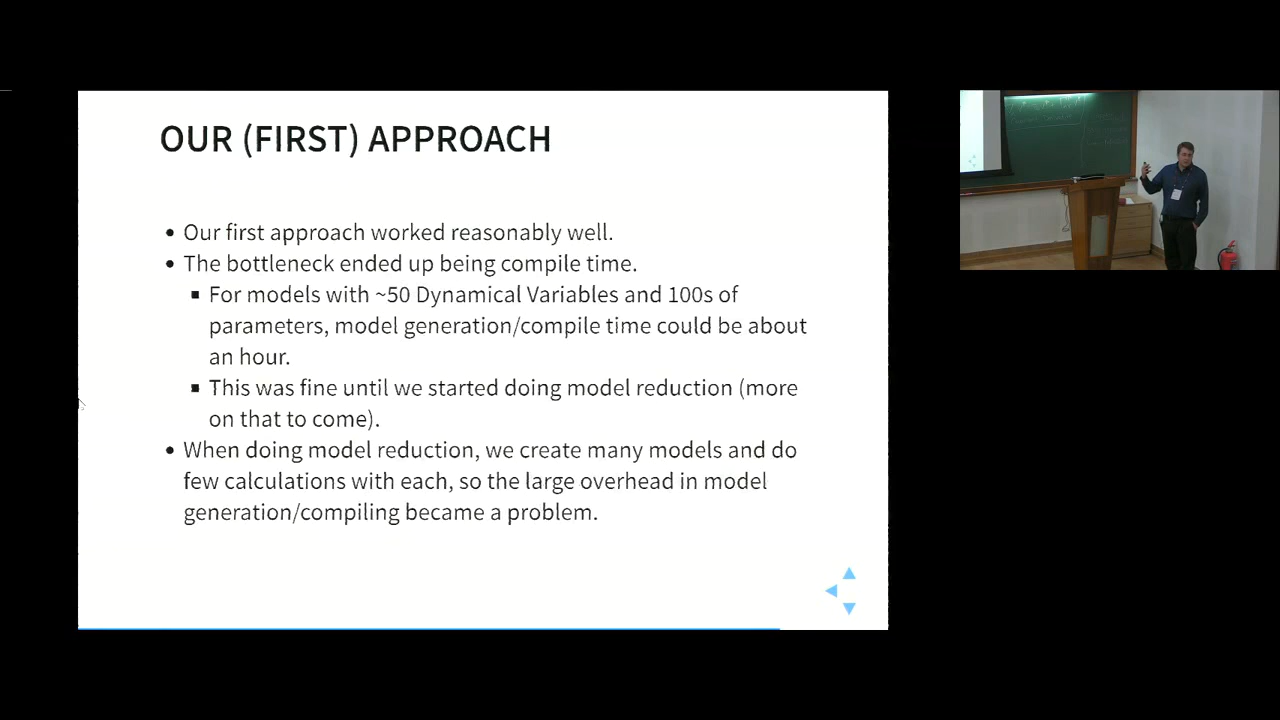 OUR (FIRST) APPROACH
• Our first approach worked reasonably well.
• The bottleneck ended up being compile time.
▪ For models with ~50 Dynamical Variables and 100s of
parameters, model generation/compile time could be about
an hour.
▪ This was fine until we started doing model reduction (more
on that to come).
• When doing model reduction, we create many models and do
few calculations with each, so the large overhead in model
generation/compiling became a problem.